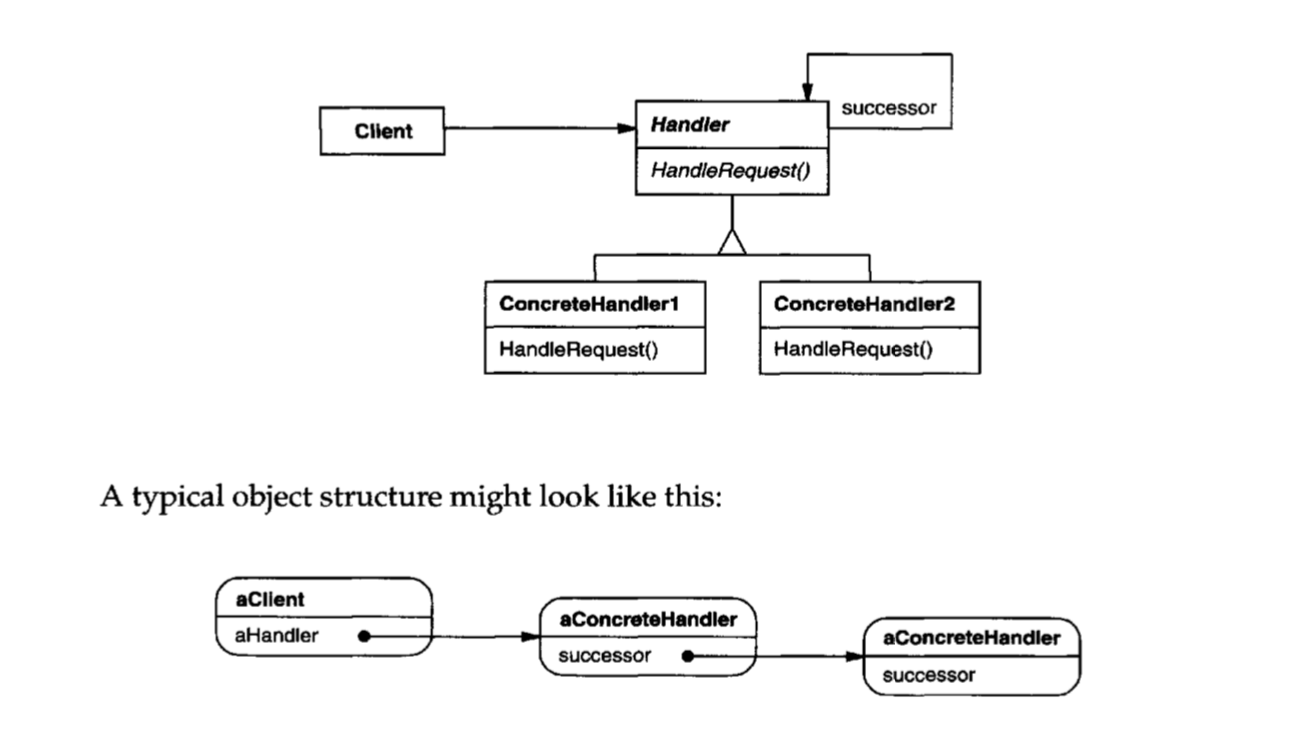 successor
Client
Handler
HandleRequest()
ConcreteHandler1
ConcreteHandler2
HandleRequest()
HandleRequest()
A typical object structure might look like this:
aClient
aHandler
aConcreteHandler
successor
aConcreteHandler
successor